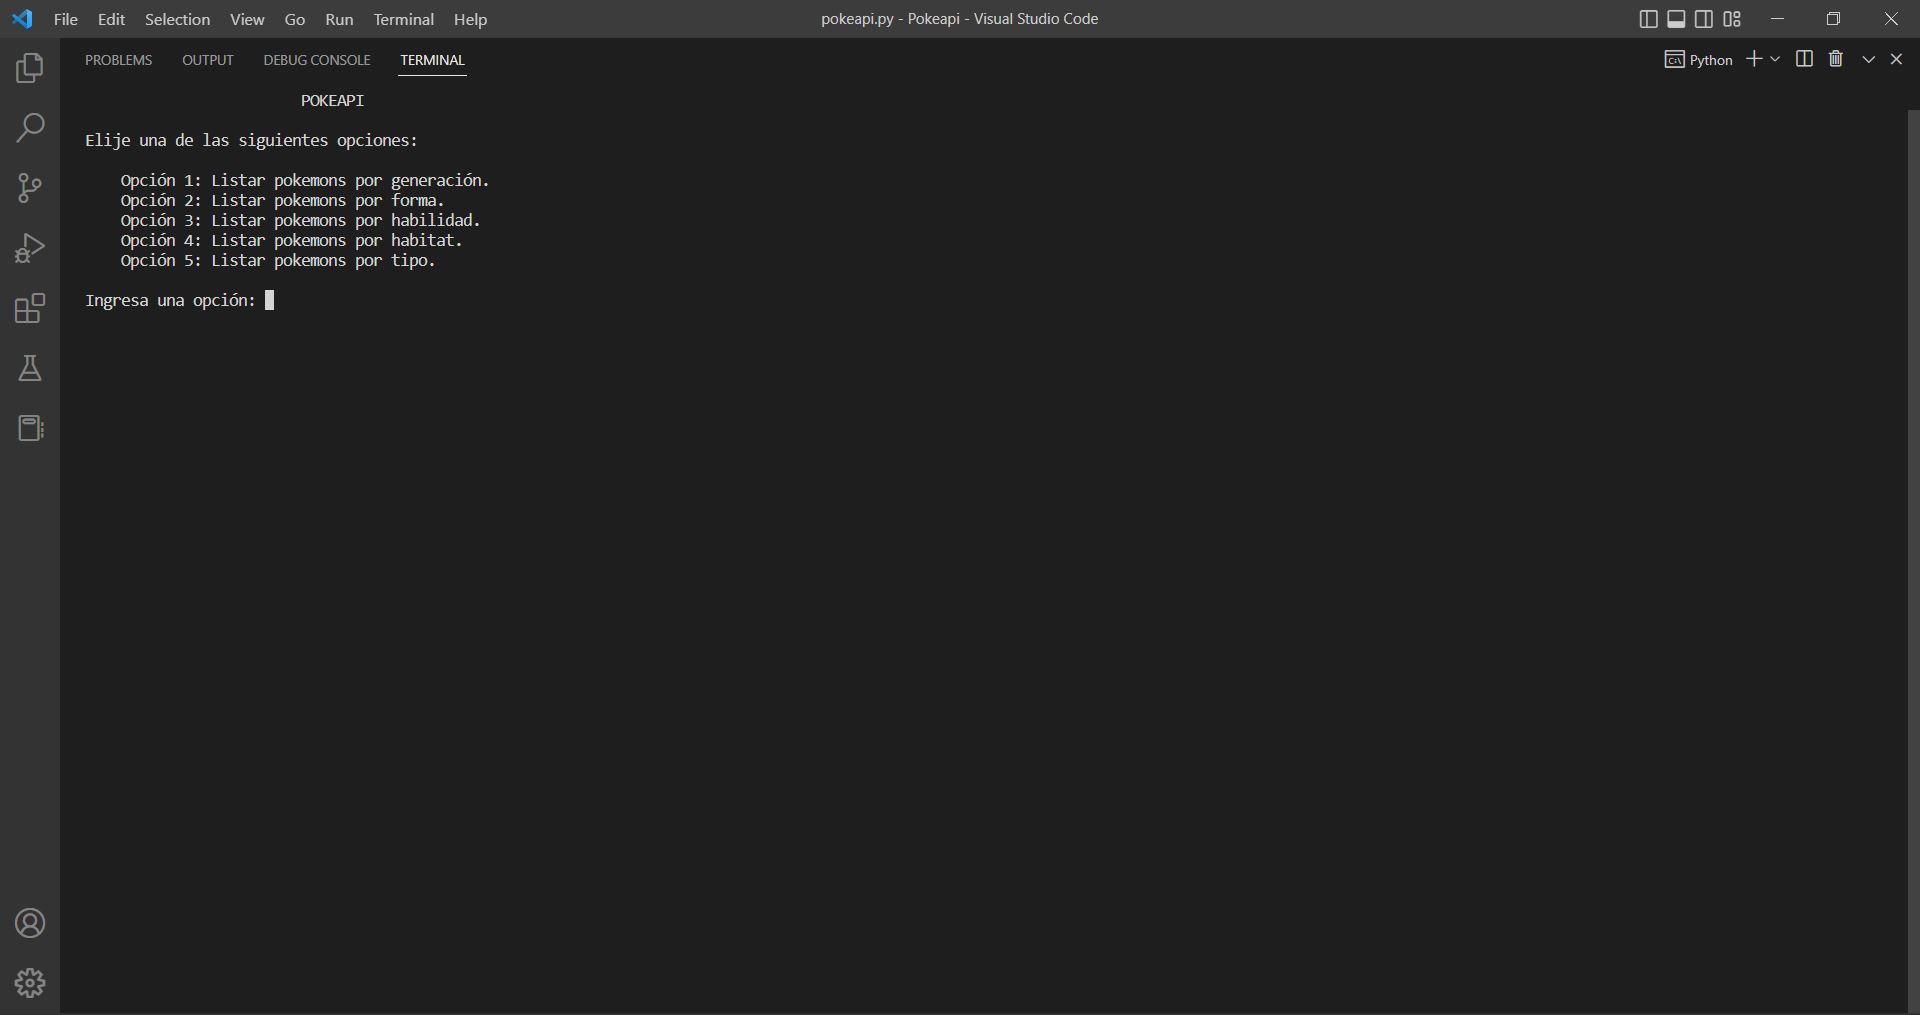 File Edit Selection View Go Run Terminal Help pokeapi.py - Pokeapi - Visual Studio Code
PROBLEMS OUTPUT DEBUG CONSOLE TERMINAL Python
POKEAPI
Elije una de las siguientes opciones:
Opción 1: Listar pokemons por generación.
Opción 2: Listar pokemons por forma.
Opción 3: Listar pokemons por habilidad.
Opción 4: Listar pokemons por habitat.
Opción 5: Listar pokemons por tipo.
Ingresa una opción: